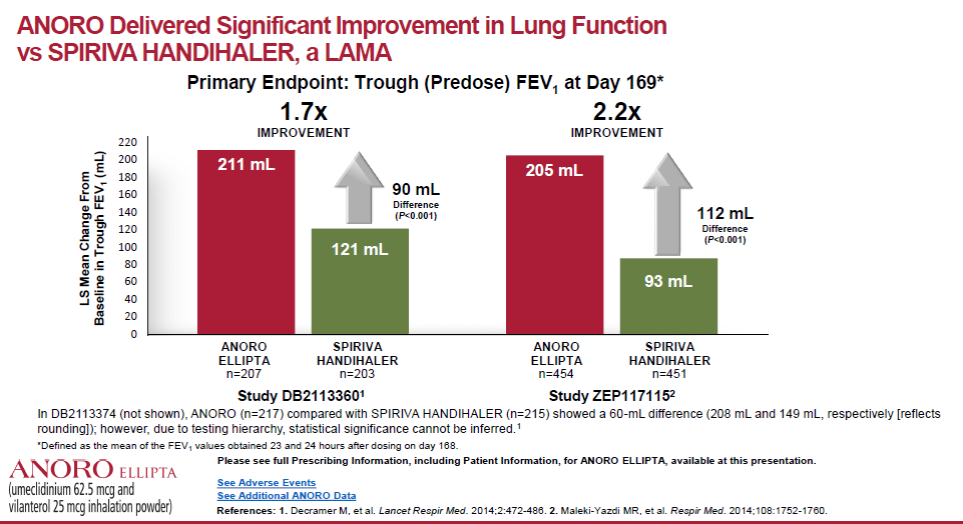 ANORO Delivered Significant Improvement in Lung Function
vs SPIRIVA HANDIHALER, a LAMA
Primary Endpoint: Trough (Predose) FEV1 at Day 169*
1.7x
IMPROVEMENT
2.2x
IMPROVEMENT
LS Mean Change From
Baseline in Trough FEV1 (mL)
220
200
180
160
140
120
100
80
60
40
20
0
211 mL
90 mL
Difference
(P<0.001)
121 mL
205 mL
112 mL
Difference
(P<0.001)
93 mL
ANORO
ELLIPTA
n=207
SPIRIVA
HANDIHALER
n=203
ANORO
ELLIPTA
n=454
SPIRIVA
HANDIHALER
n=451
Study DB2113360¹
Study ZEP117115²
In DB2113374 (not shown), ANORO (n=217) compared with SPIRIVA HANDIHALER (n=215) showed a 60-mL difference (208 mL and 149 mL, respectively [reflects
rounding]); however, due to testing hierarchy, statistical significance cannot be inferred.¹
*Defined as the mean of the FEV1 values obtained 23 and 24 hours after dosing on day 168.
ANORO ELLIPTA
(umeclidinium 62.5 mcg and
vilanterol 25 mcg inhalation powder)
Please see full Prescribing Information, including Patient Information, for ANORO ELLIPTA, available at this presentation.
See Adverse Events
See Additional ANORO Data
References: 1. Decramer M, et al. Lancet Respir Med. 2014;2:472-486. 2. Maleki-Yazdi MR, et al. Respir Med. 2014;108:1752-1760.